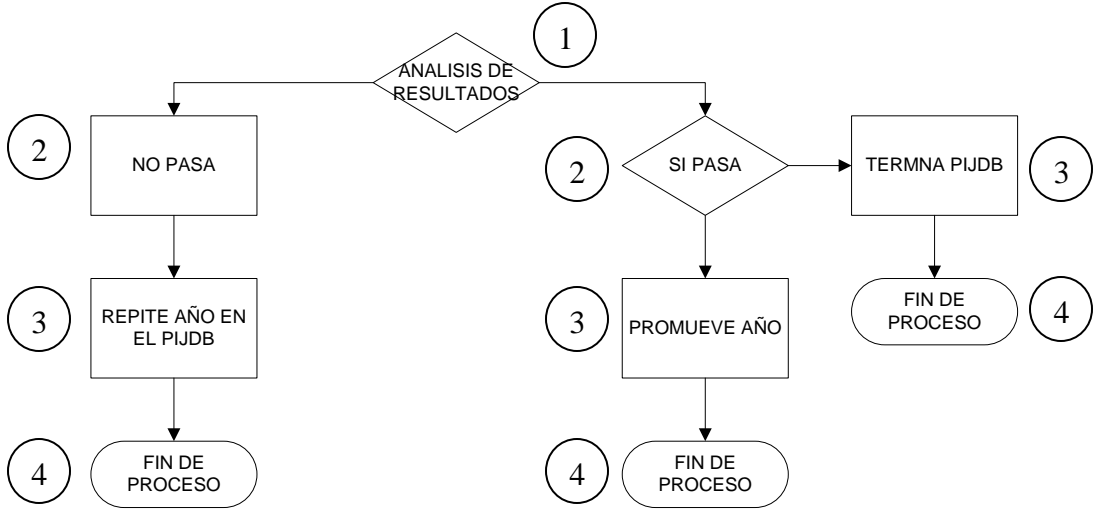 1
ANALISIS DE
RESULTADOS
2
NO PASA
2
SI PASA
TERMNA PIJDB
3
3
REPITE AÑO EN
EL PIJDB
3
PROMUEVE AÑO
FIN DE
PROCESO
4
4
FIN DE
PROCESO
4
FIN DE
PROCESO